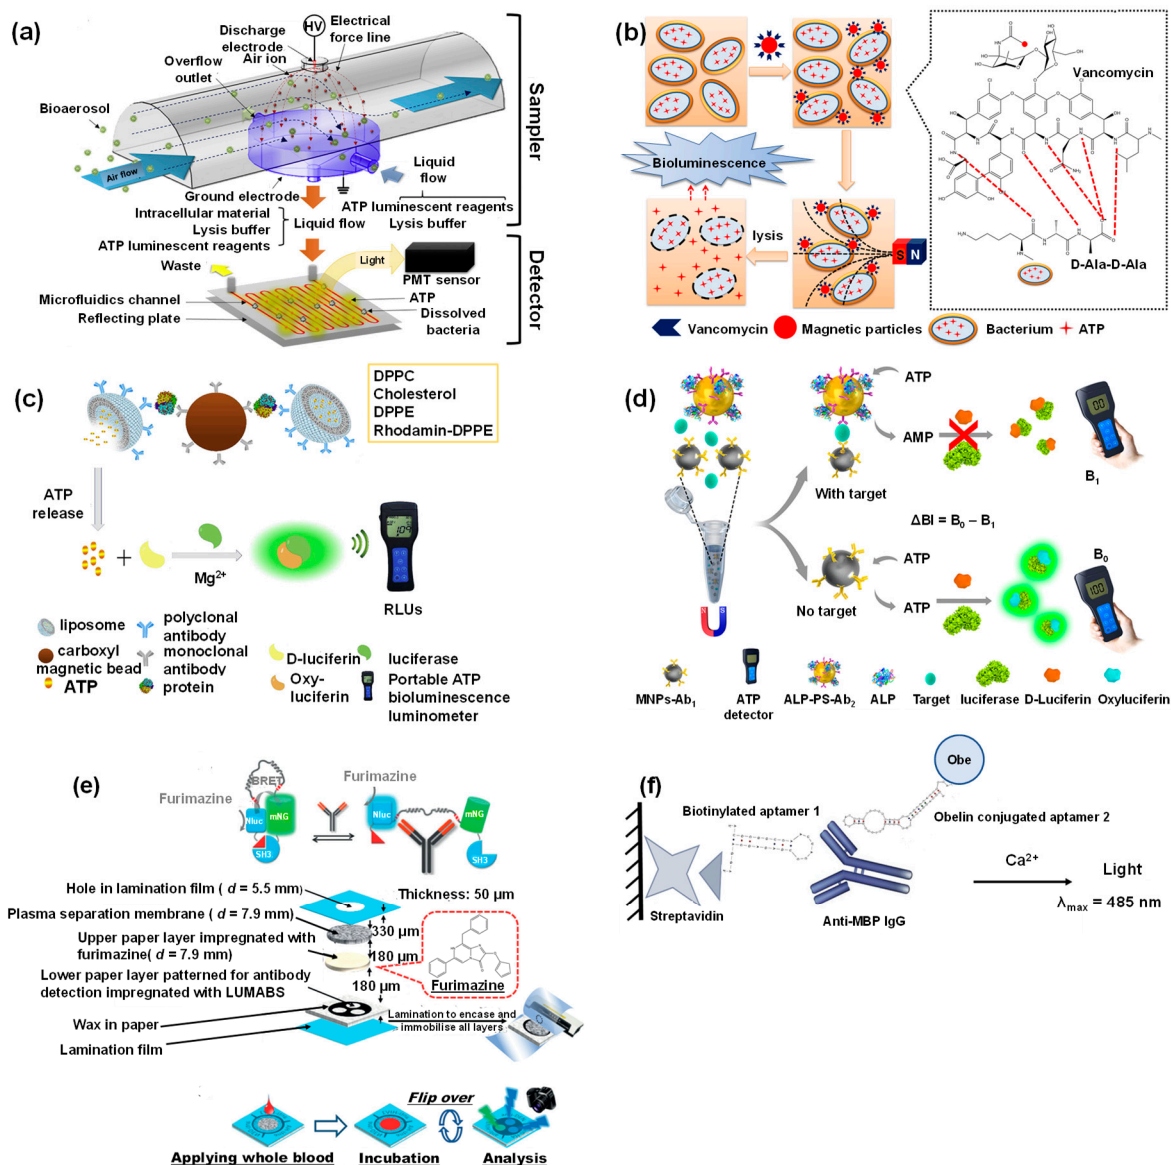 (a)
HV
Electrical
force line
Discharge
electrode
Air ion
Overflow
outlet
Bioaerosol
Air flow
Liquid
flow
Ground electrode
ATP luminescent reagents
Lysis buffer
Intracellular material
Lysis buffer
ATP luminescent reagents
Liquid flow
Sampler
Waste
Light
PMT sensor
Microfluidics channel
Reflecting plate
ATP
Dissolved
bacteria
Detector
(b)
Vancomycin
Bioluminescence
lysis
S N
D-Ala-D-Ala
Vancomycin
Magnetic particles
Bacterium
ATP
(c)
DPPC
Cholesterol
DPPE
Rhodamin-DPPE
ATP
release
+
Mg2+
RLUs
liposome
polyclonal
antibody
carboxyl
magnetic bead
monoclonal
antibody
ATP
protein
D-luciferin
luciferase
Oxy-
luciferin
Portable ATP
bioluminescence
luminometer
(d)
ATP
AMP
With target
B1
ΔBI = B0 – B1
No target
ATP
ATP
B0
MNPs-Ab1
ATP
detector
ALP-PS-Ab2
ALP
Target
luciferase
D-Luciferin
Oxyluciferin
(e)
BRET
Furimazine
Nluc
mNG
SH3
Furimazine
Nluc
mNG
SH3
Hole in lamination film ( d = 5.5 mm)
Thickness: 50 µm
Plasma separation membrane ( d = 7.9 mm)
330 µm
Upper paper layer impregnated with
furimazine( d = 7.9 mm)
180 µm
Lower paper layer patterned for antibody
detection impregnated with LUMABS
180 µm
Furimazine
Wax in paper
Lamination film
Lamination to encase and
immobilise all layers
Flip over
Applying whole blood
Incubation
Analysis
(f)
Obe
Biotinylated aptamer 1
Obelin conjugated aptamer 2
Streptavidin
Anti-MBP IgG
Ca2+
Light
λmax = 485 nm